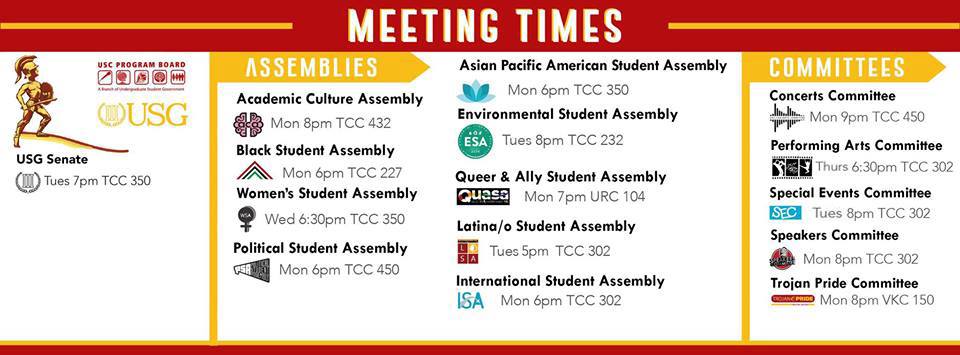 MEETING TIMES
USC PROGRAM BOARD
A Branch of Undergraduate Student Government
USG
USG Senate
Tues 7pm TCC 350
ASSEMBLIES
Academic Culture Assembly
Mon 8pm TCC 432
Black Student Assembly
Mon 6pm TCC 227
Women's Student Assembly
WSA
Wed 6:30pm TCC 350
Political Student Assembly
Mon 6pm TCC 450
Asian Pacific American Student Assembly
Mon 6pm TCC 350
Environmental Student Assembly
ESA
Tues 8pm TCC 232
Queer & Ally Student Assembly
QuASA
Mon 7pm URC 104
Latina/o Student Assembly
LSA
Tues 5pm TCC 302
International Student Assembly
ISA
Mon 6pm TCC 302
COMMITTEES
Concerts Committee
Mon 9pm TCC 450
Performing Arts Committee
Thurs 6:30pm TCC 302
Special Events Committee
SEC
Tues 8pm TCC 302
Speakers Committee
Mon 8pm TCC 302
Trojan Pride Committee
TROJAN PRIDE
Mon 8pm VKC 150